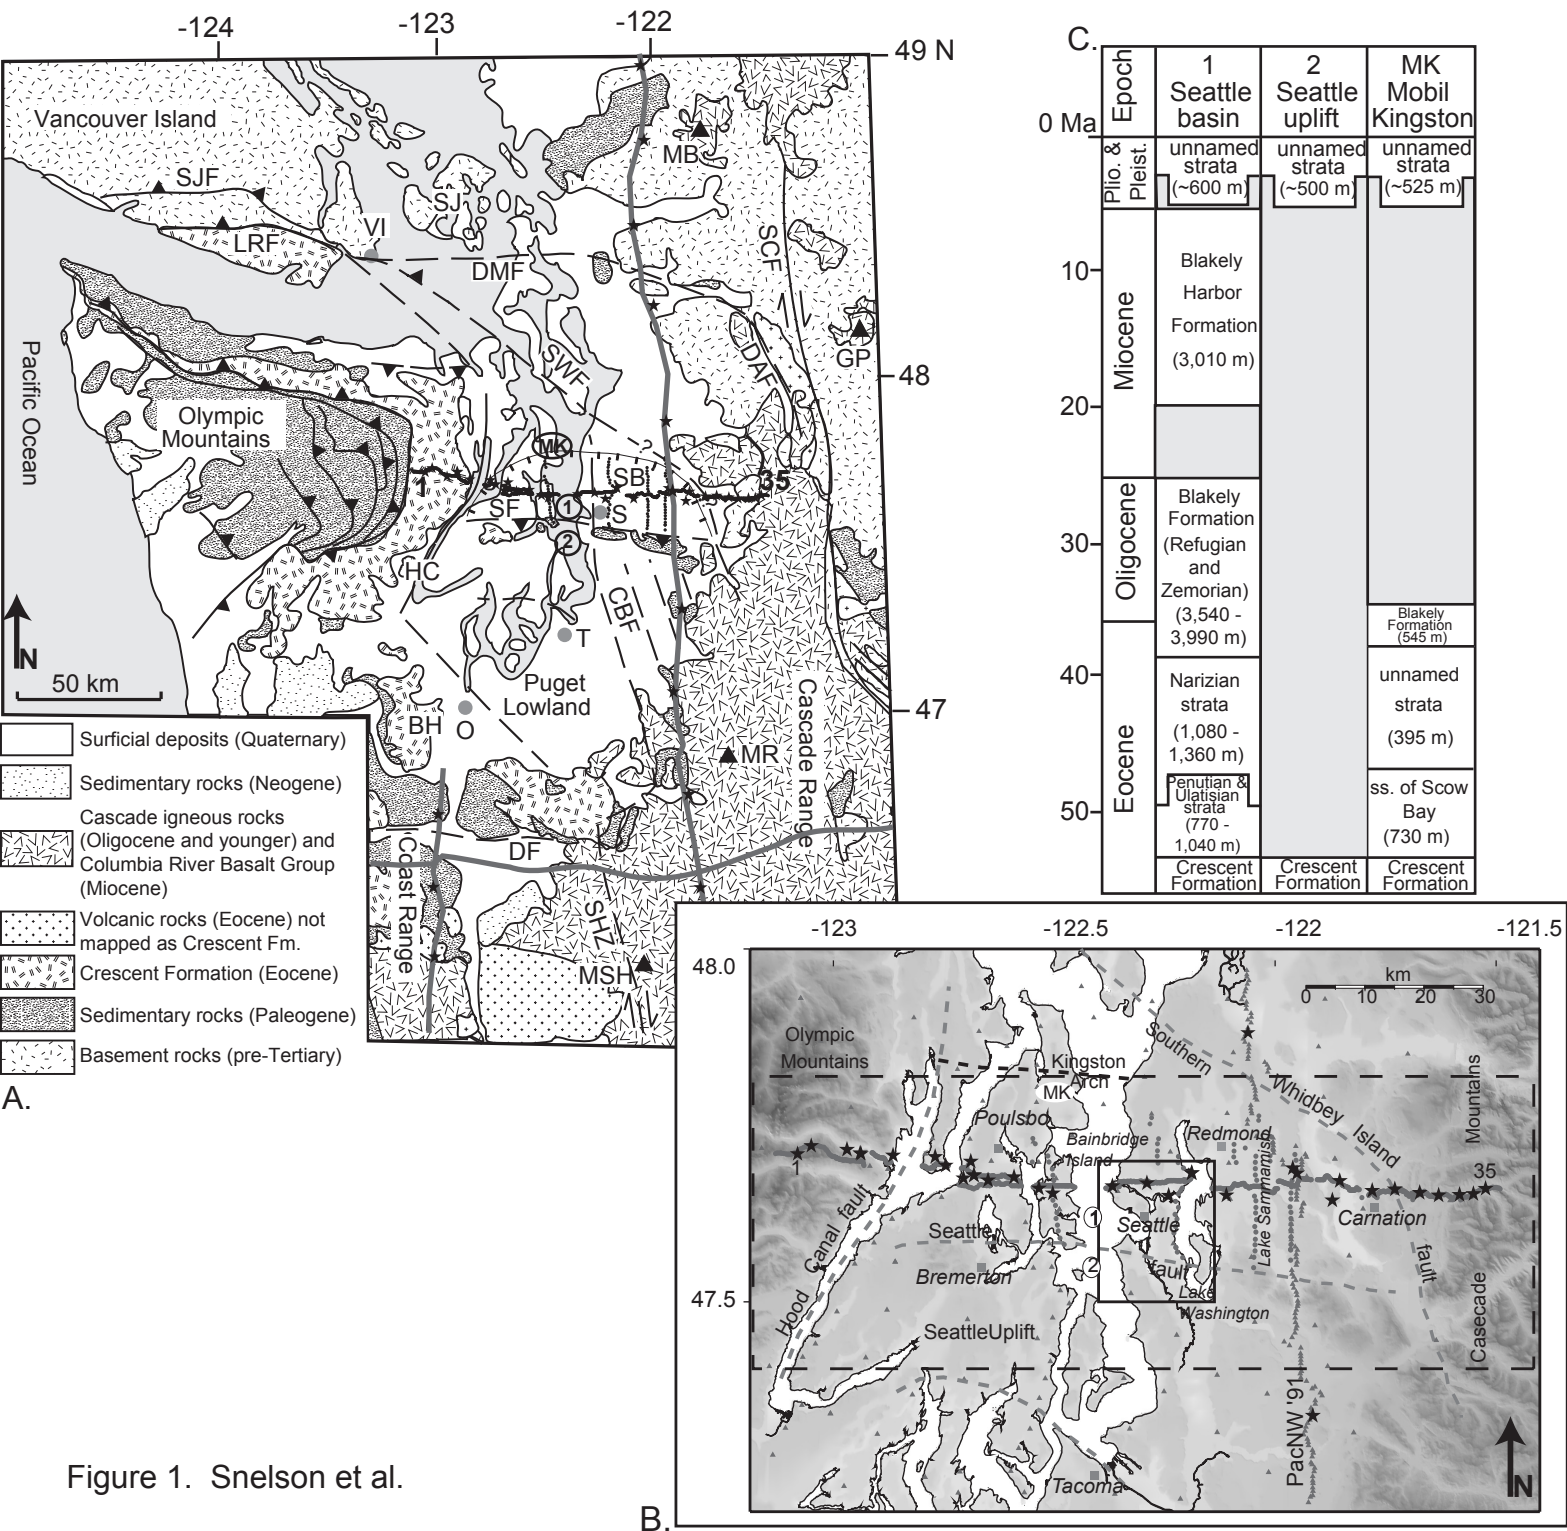 -124
-123
-122
49 N
Vancouver Island
MB
SJF
SJ
VI
LRF
DMF
SCF
GP
48
SWF
DAF
Pacific Ocean
Olympic
Mountains
MK
?
SB
1
35
SF
1
S
2
HC
CBF
T
N
50 km
Puget
Lowland
BH
O
47
MR
Cascade Range
DF
Coast Range
SHZ
MSH
Surficial deposits (Quaternary)
Sedimentary rocks (Neogene)
Cascade igneous rocks
(Oligocene and younger) and
Columbia River Basalt Group
(Miocene)
Volcanic rocks (Eocene) not
mapped as Crescent Fm.
Crescent Formation (Eocene)
Sedimentary rocks (Paleogene)
Basement rocks (pre-Tertiary)
A.
C.
Epoch
1
Seattle
basin
2
Seattle
uplift
MK
Mobil
Kingston
0 Ma
10
20
30
40
50
Plio. &
Pleist.
Miocene
Oligocene
Eocene
unnamed
strata
(~600 m)
Blakely
Harbor
Formation
(3,010 m)
Blakely
Formation
(Refugian
and
Zemorian)
(3,540 -
3,990 m)
Narizian
strata
(1,080 -
1,360 m)
Penutian &
Ulatisian
strata
(770 -
1,040 m)
Crescent
Formation
unnamed
strata
(~500 m)
Crescent
Formation
unnamed
strata
(~525 m)
Blakely
Formation
(545 m)
unnamed
strata
(395 m)
ss. of Scow
Bay
(730 m)
Crescent
Formation
-123
-122.5
-122
-121.5
48.0
47.5
km
0 10 20 30
Olympic
Mountains
Kingston
Arch
MK
Southern
Whidbey
Island
fault
Mountains
Poulsbo
Bainbridge
Island
Redmond
Lake Sammamish
1
35
Hood
Canal
fault
1
Seattle
Seattle
Carnation
2
fault
Bremerton
Lake
Washington
SeattleUplift
Casecade
PacNW '91
Tacoma
N
B.
Figure 1. Snelson et al.